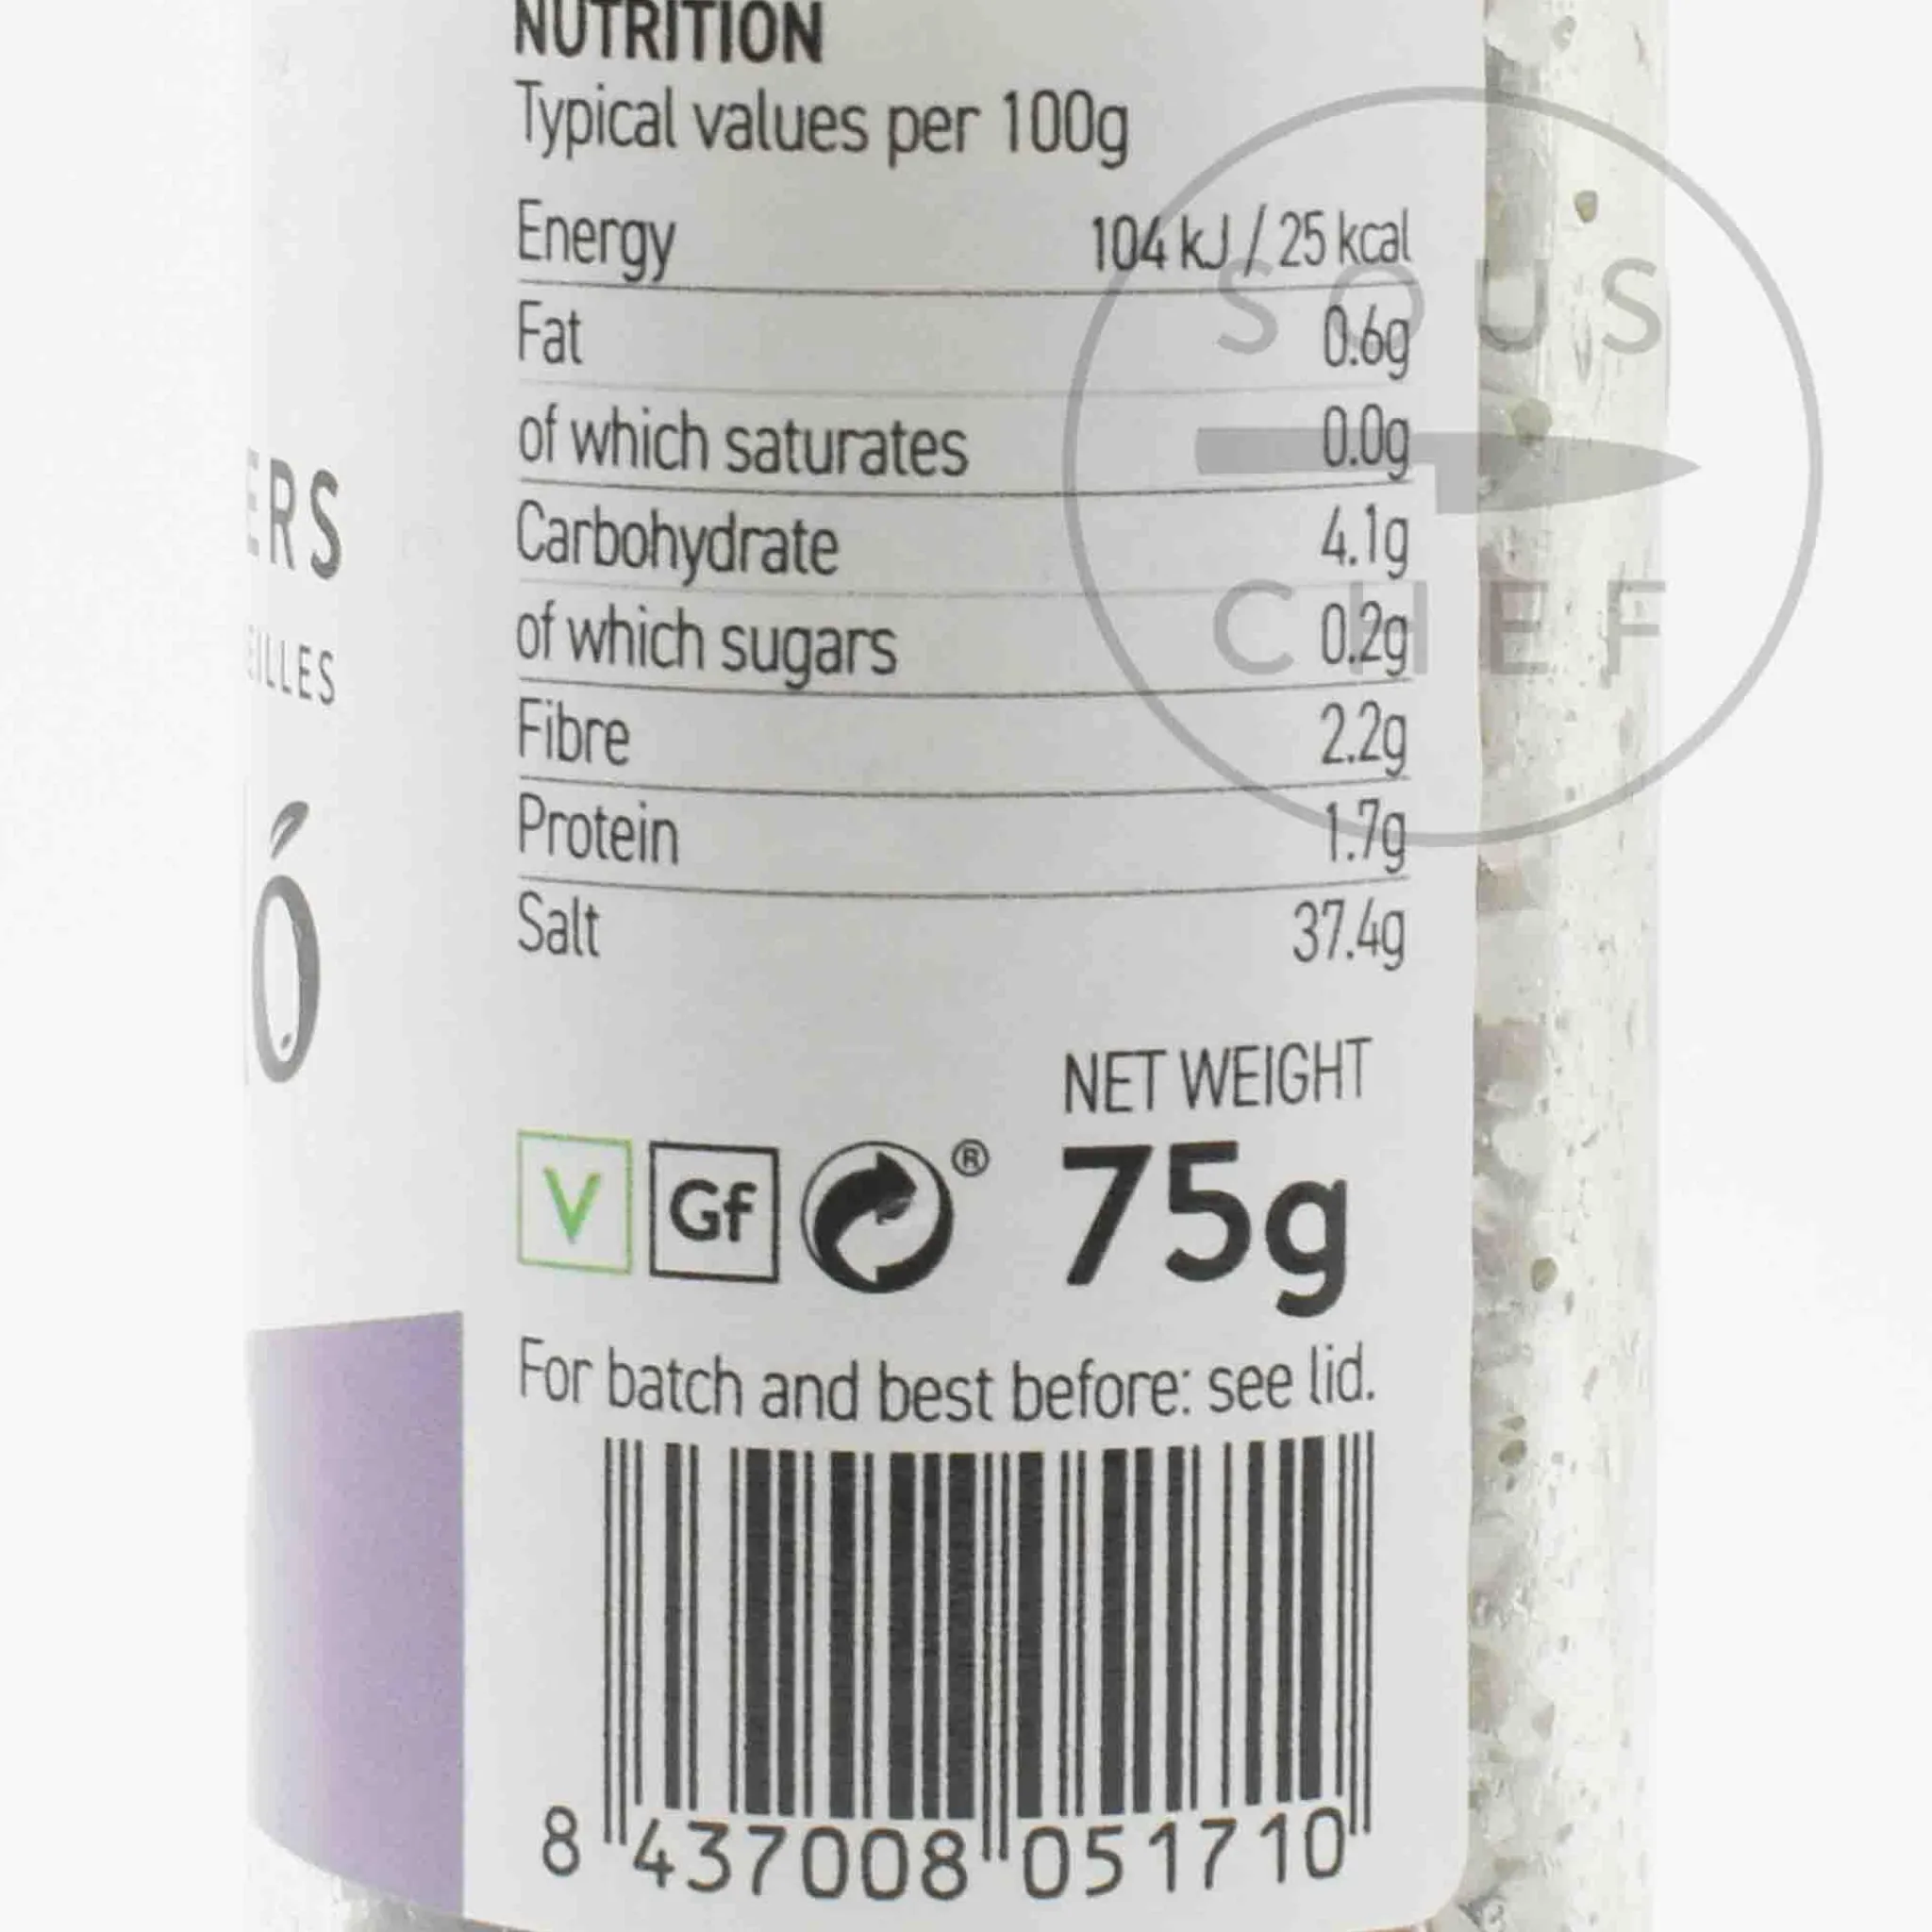 NUTRITION
Typical values per 100g
Energy 104 kJ / 25 kcal
Fat 0.6g
of which saturates 0.0g
Carbohydrate 4.1g
of which sugars 0.2g
Fibre 2.2g
Protein 1.7g
Salt 37.4g
NET WEIGHT
V Gf ® 75g
For batch and best before: see lid.
8 437008 051710
ERS
EILLES
Ó
SOUS
CHEF